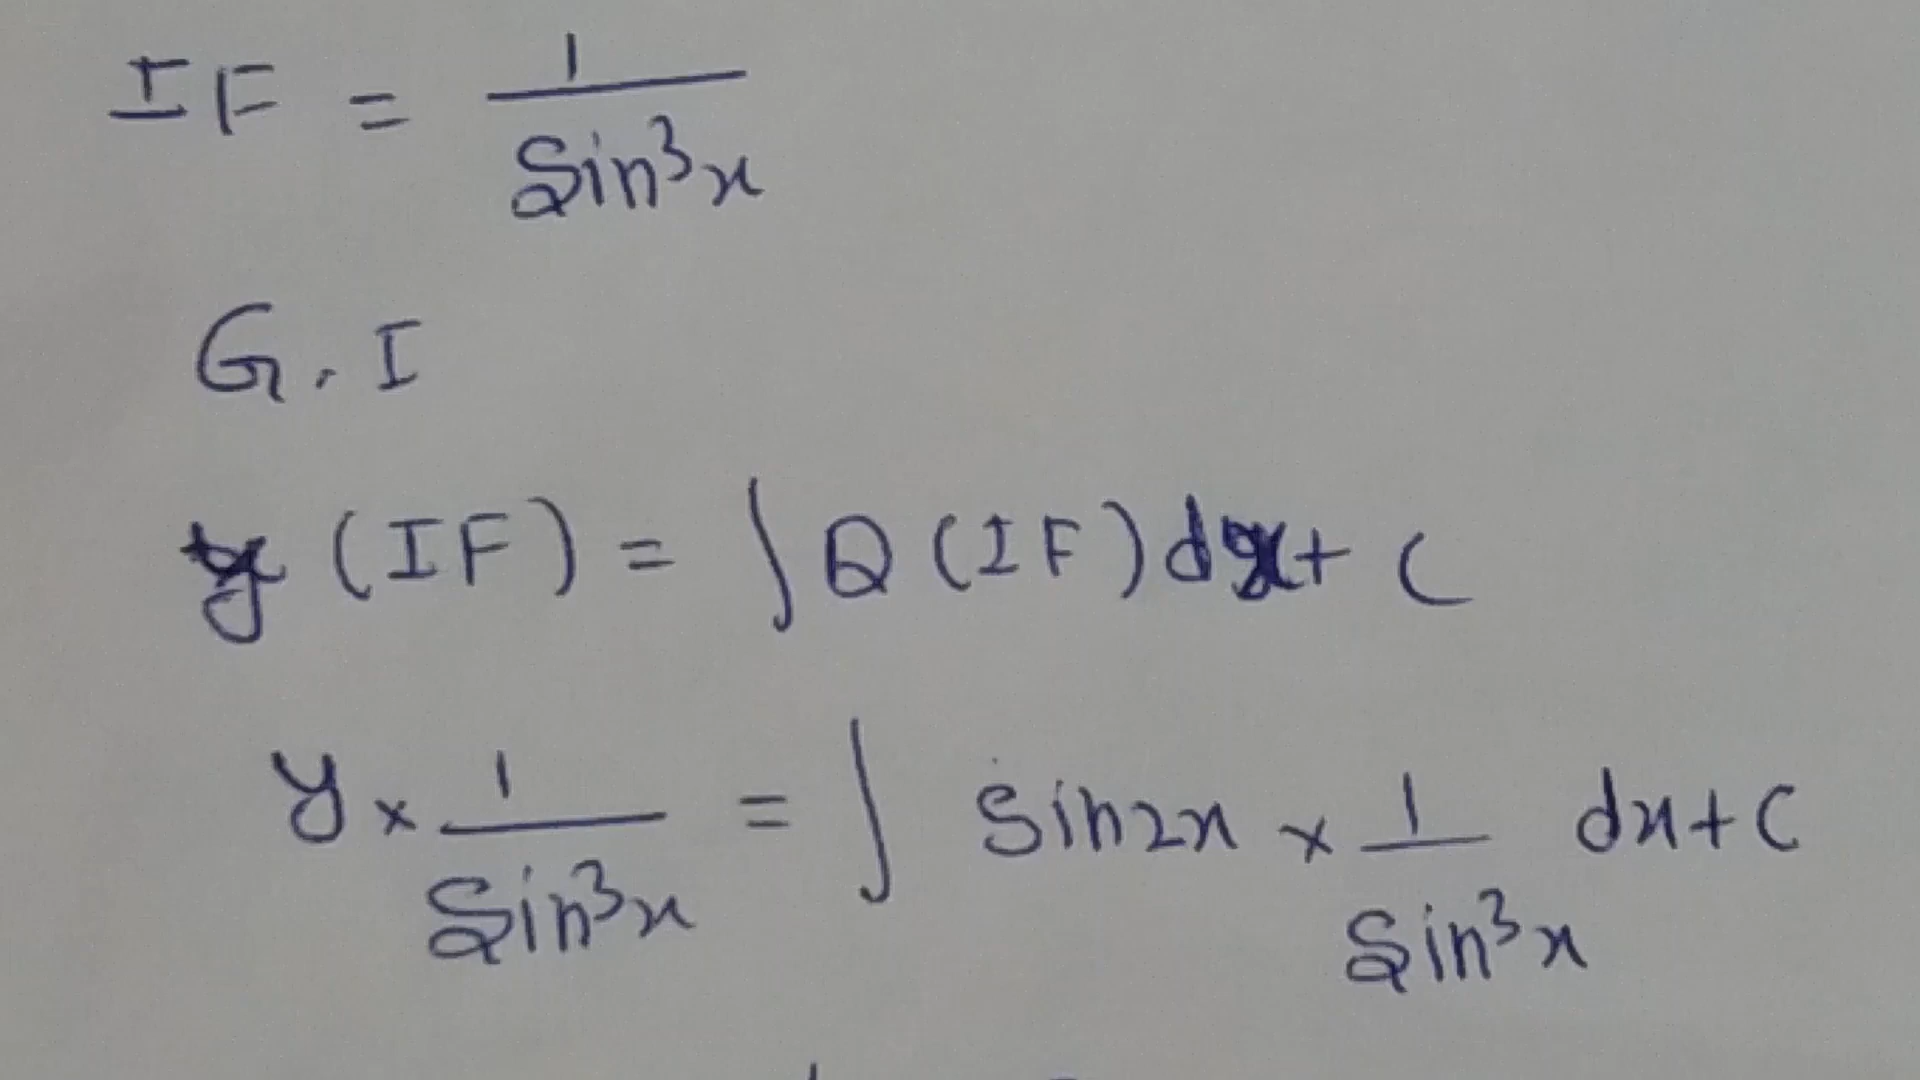 IF = 1/Sin³x
G.I
y (IF) = ∫ Q (IF) dx + C
y × 1/Sin³x = ∫ Sin2x × 1/Sin³x dx + C